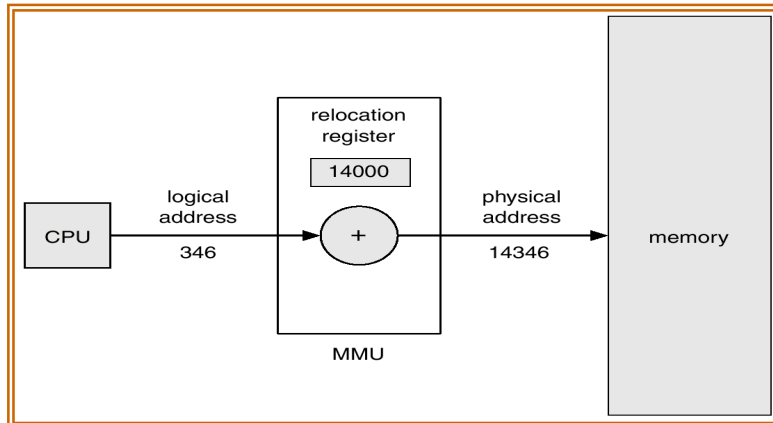 relocation
register
14000
logical
address
346
CPU
+
physical
address
14346
memory
MMU